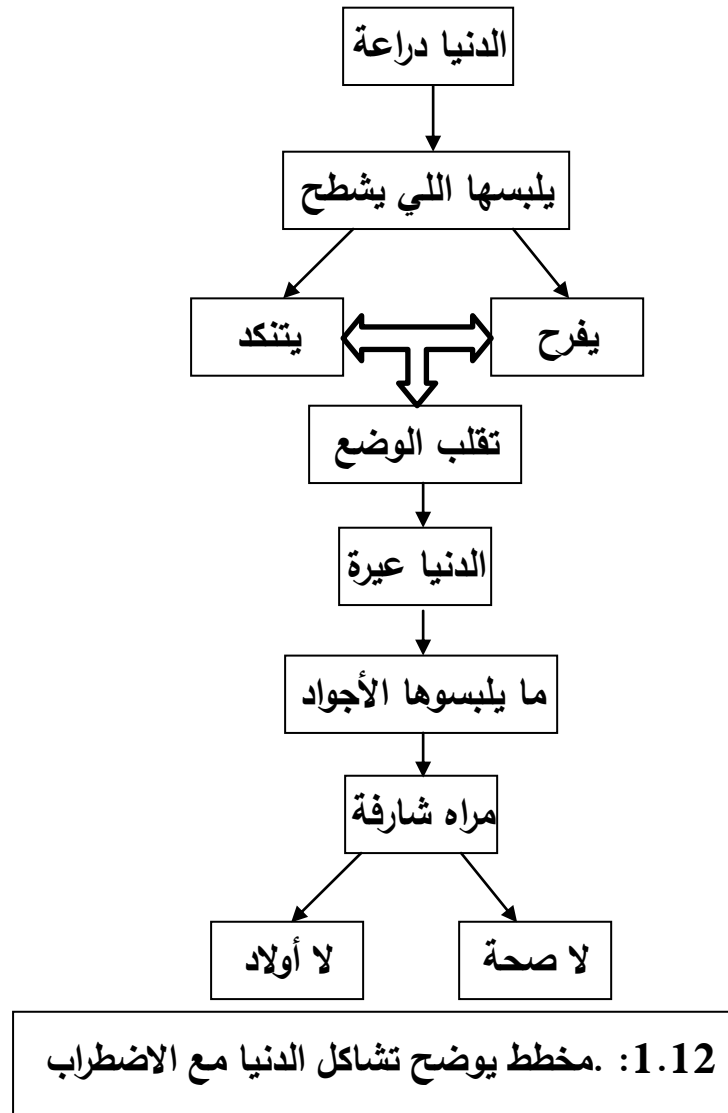 الدنيا دراعة
يلبسها اللي يشطح
يفرح
يتنكد
تقلب الوضع
الدنيا عيرة
ما يلبسوها الأجواد
مراه شارفة
لا صحة
لا أولاد
1.12: .مخطط يوضح تشاكل الدنيا مع الاضطراب